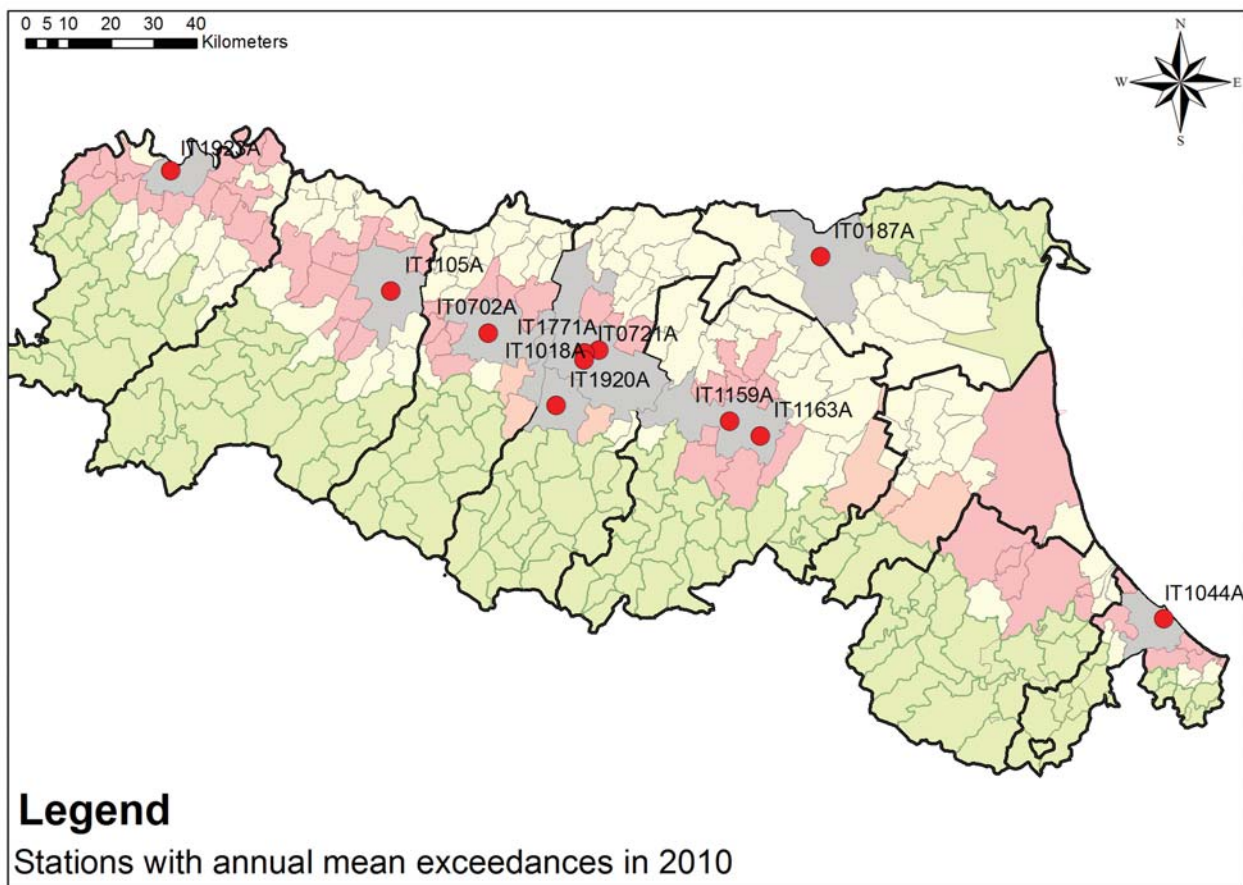 0 5 10 20 30 40
Kilometers
N
W E
S
IT1923A
IT0187A
IT1105A
IT0702A
IT1771A
IT0721A
IT1018A
IT1920A
IT1159A
IT1163A
IT1044A
Legend
Stations with annual mean exceedances in 2010